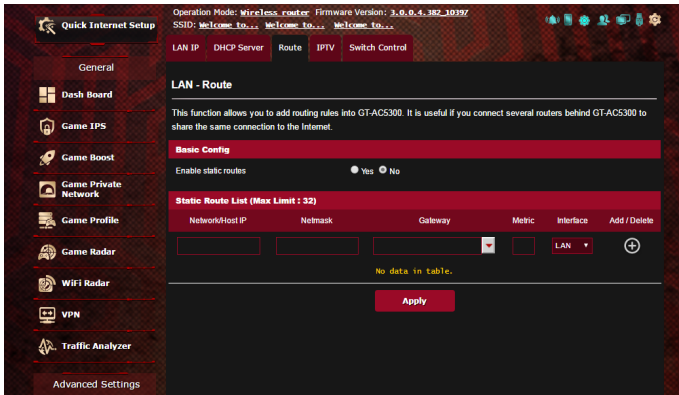 Quick Internet Setup
General
Dash Board
Game IPS
Game Boost
Game Private
Network
Game Profile
Game Radar
WiFi Radar
VPN
Traffic Analyzer
Advanced Settings
Operation Mode: Wireless router Firmware Version: 3.0.0.4.382_10397
SSID: Welcome to... Welcome to... Welcome to...
LAN IP DHCP Server Route IPTV Switch Control
LAN - Route
This function allows you to add routing rules into GT-AC5300. It is useful if you connect several routers behind GT-AC5300 to
share the same connection to the Internet.
Basic Config
Enable static routes Yes No
Static Route List (Max Limit : 32)
Network/Host IP Netmask Gateway Metric Interface Add / Delete
LAN
No data in table.
Apply